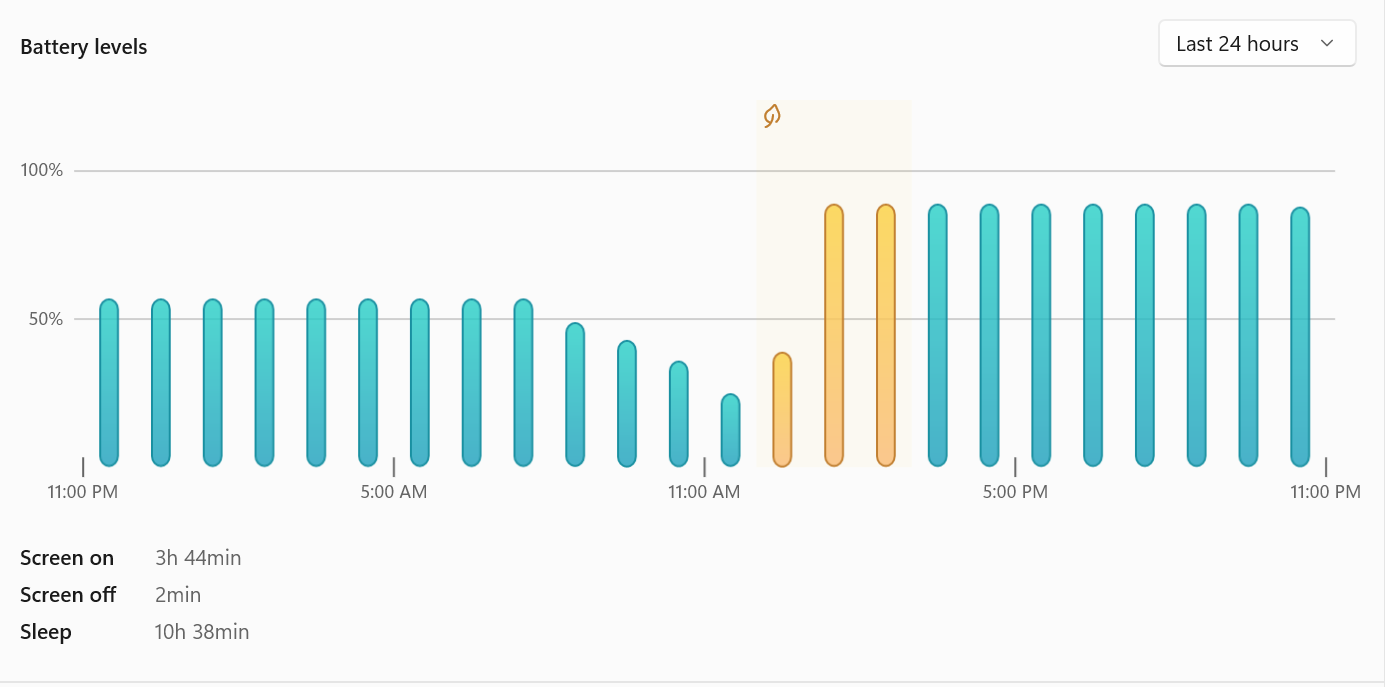 Battery levels
Last 24 hours
100%
50%
11:00 PM
5:00 AM
11:00 AM
5:00 PM
11:00 PM
Screen on 3h 44min
Screen off 2min
Sleep 10h 38min